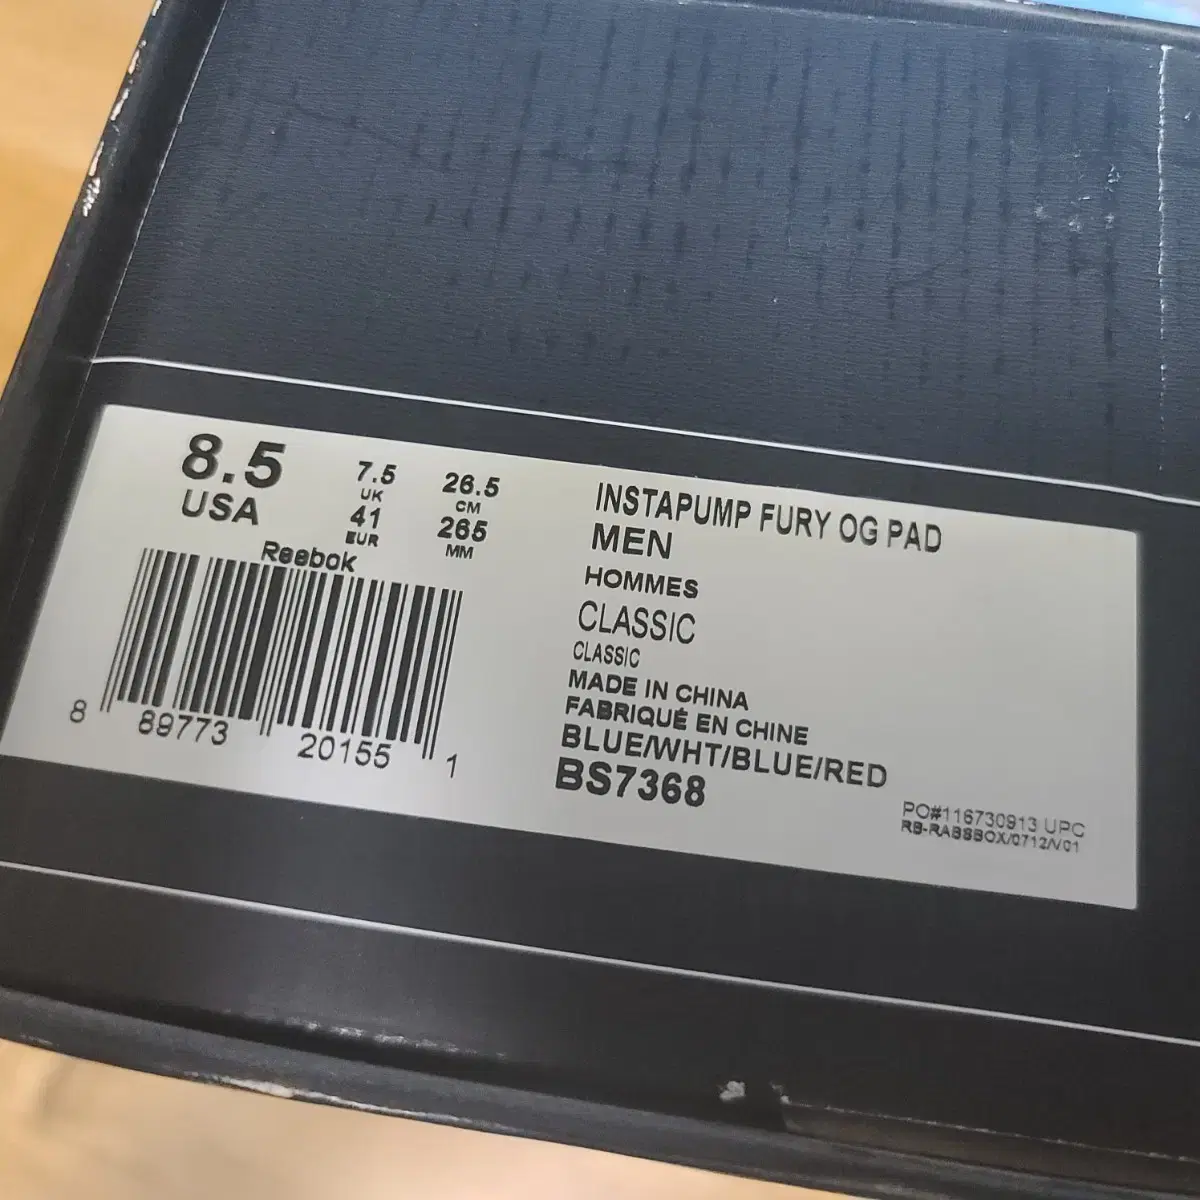 8.5
USA
7.5
UK
41
EUR
26.5
CM
265
MM
Reebok
8 89773 20155 1
INSTAPUMP FURY OG PAD
MEN
HOMMES
CLASSIC
CLASSIC
MADE IN CHINA
FABRIQUÉ EN CHINE
BLUE/WHT/BLUE/RED
BS7368
PO#116730913 UPC
RB-RABSBOX/0712/V01